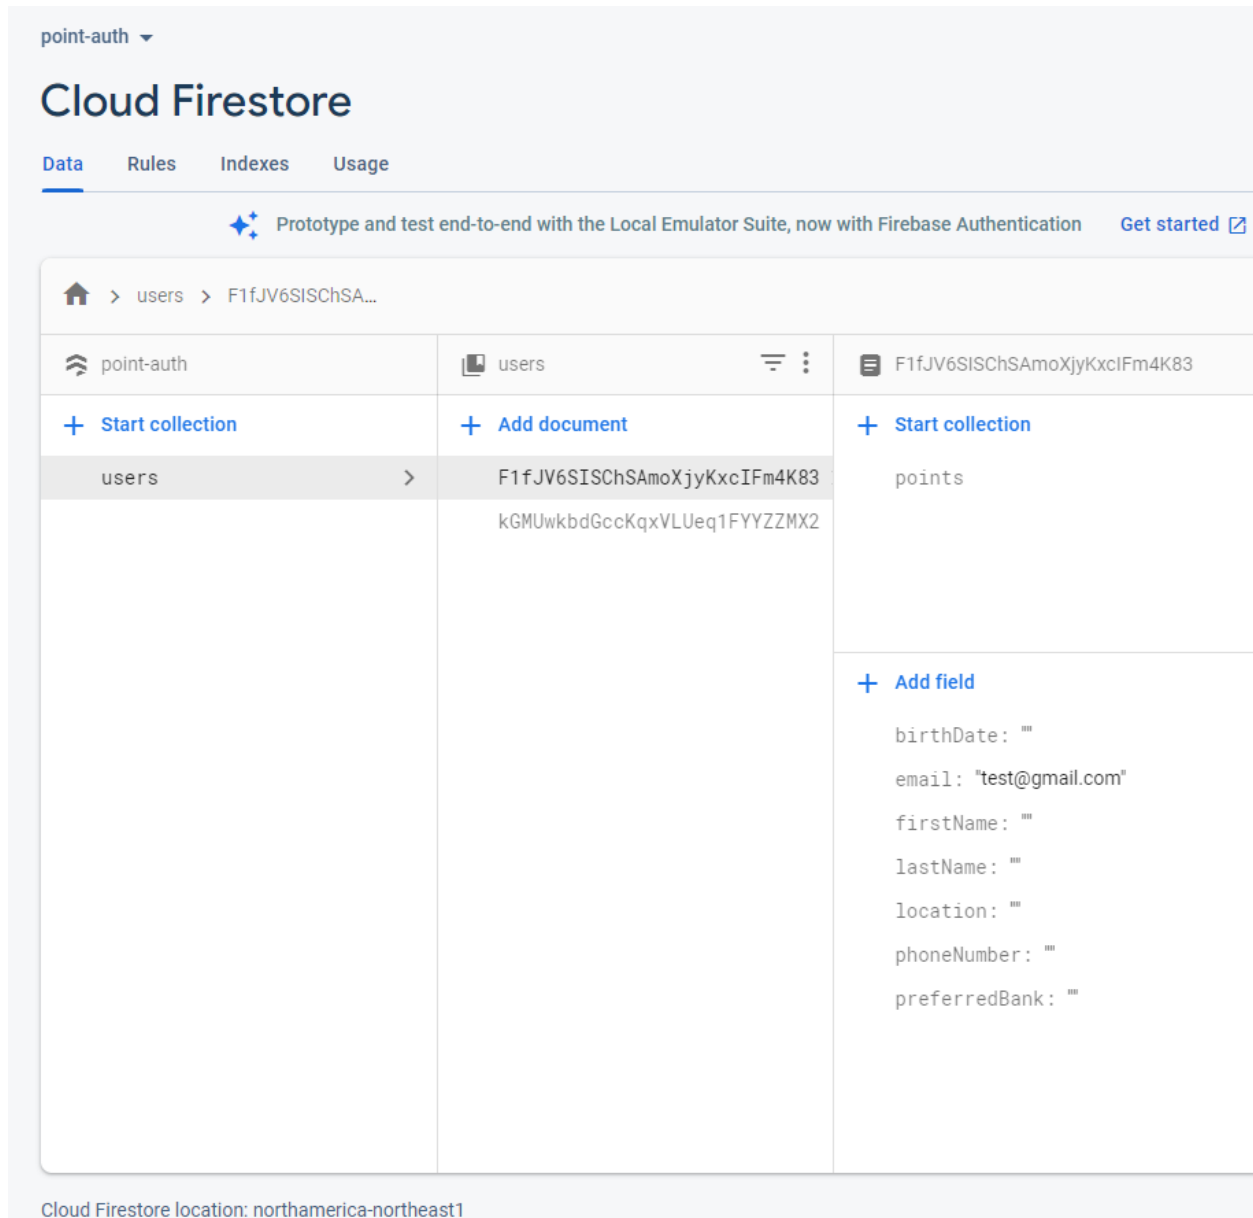 point-auth
Cloud Firestore
Data Rules Indexes Usage
Prototype and test end-to-end with the Local Emulator Suite, now with Firebase Authentication Get started
users F1fJV6SISChSA...
point-auth
Start collection
users
users
Add document
F1fJV6SISChSAmoXjyKxcIFm4K83
kGMUwkbdGccKqxVLUeq1FYYZZMX2
F1fJV6SISChSAmoXjyKxcIFm4K83
Start collection
points
Add field
birthDate: ""
email: "test@gmail.com"
firstName: ""
lastName: ""
location: ""
phoneNumber: ""
preferredBank: ""
Cloud Firestore location: northamerica-northeast1